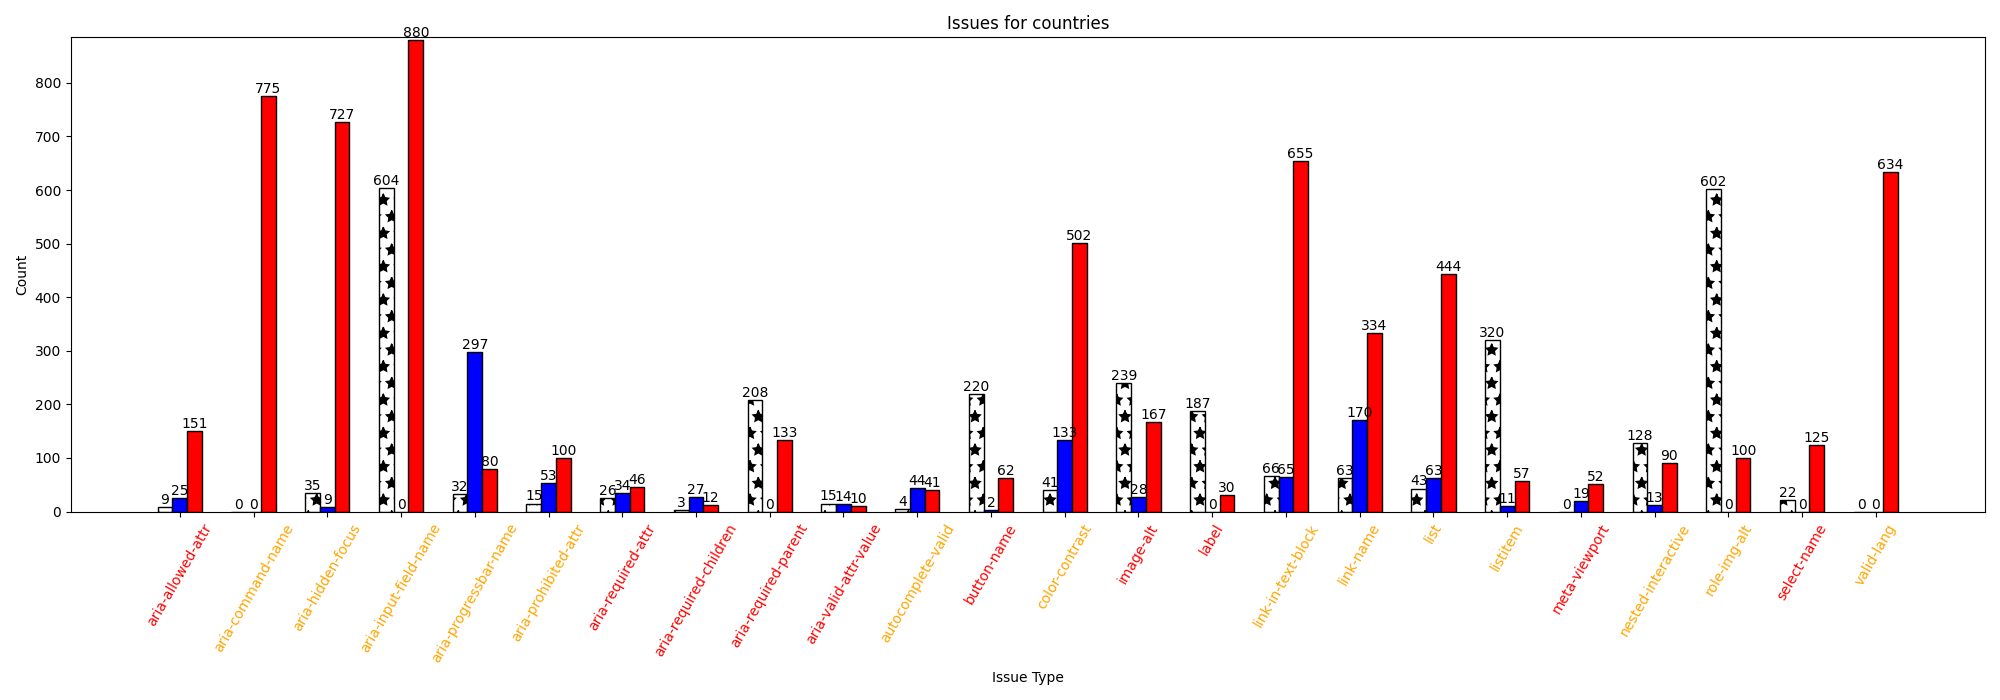 Issues for countries
Count
800
700
600
500
400
300
200
100
0
9 25 151
0 0 775
35 9 727
604 0 880
32 297 80
15 53 100
26 34 46
3 27 12
208 0 133
15 14 10
4 44 41
220 2 62
41 133 502
239 28 167
187 0 30
66 65 655
63 170 334
43 63 444
320 11 57
0 19 52
128 13 90
602 0 100
22 0 125
0 0 634
aria-allowed-attr
aria-command-name
aria-hidden-focus
aria-input-field-name
aria-progressbar-name
aria-prohibited-attr
aria-required-attr
aria-required-children
aria-required-parent
aria-valid-attr-value
autocomplete-valid
button-name
color-contrast
image-alt
label
link-in-text-block
link-name
list
listitem
meta-viewport
nested-interactive
role-img-alt
select-name
valid-lang
Issue Type